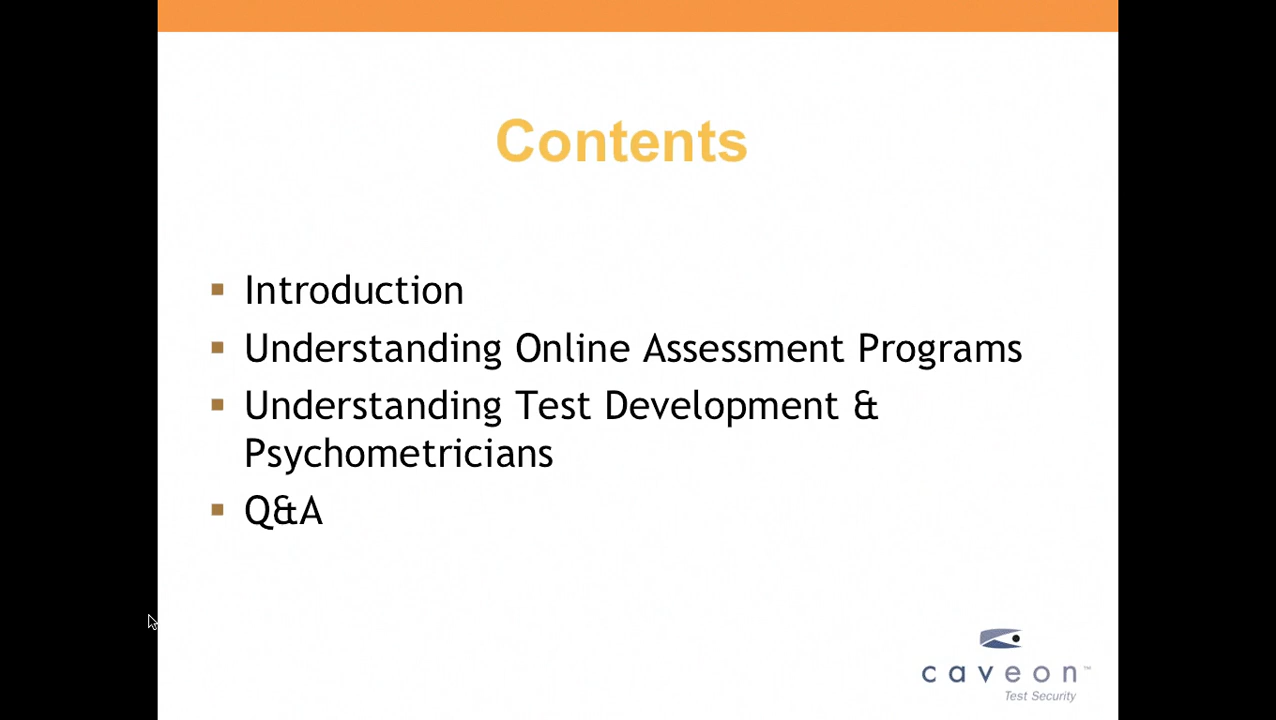 Contents
Introduction
Understanding Online Assessment Programs
Understanding Test Development &
Psychometricians
Q&A
caveon™
Test Security